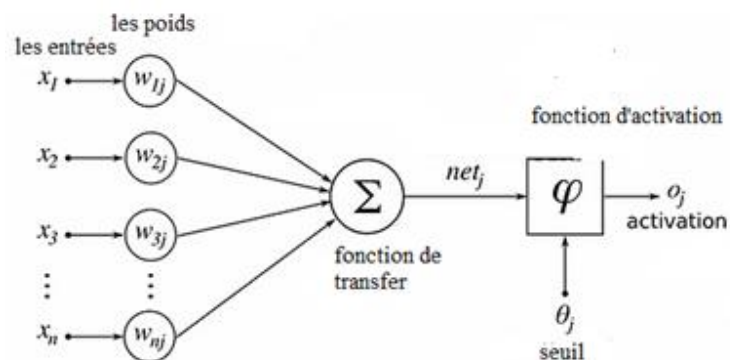 les poids
les entrées
x₁
w₁ⱼ
fonction d'activation
x₂
w₂ⱼ
Σ
netⱼ
φ
oⱼ
activation
x₃
w₃ⱼ
fonction de
transfer
⋮
⋮
xₙ
wₙⱼ
θⱼ
seuil